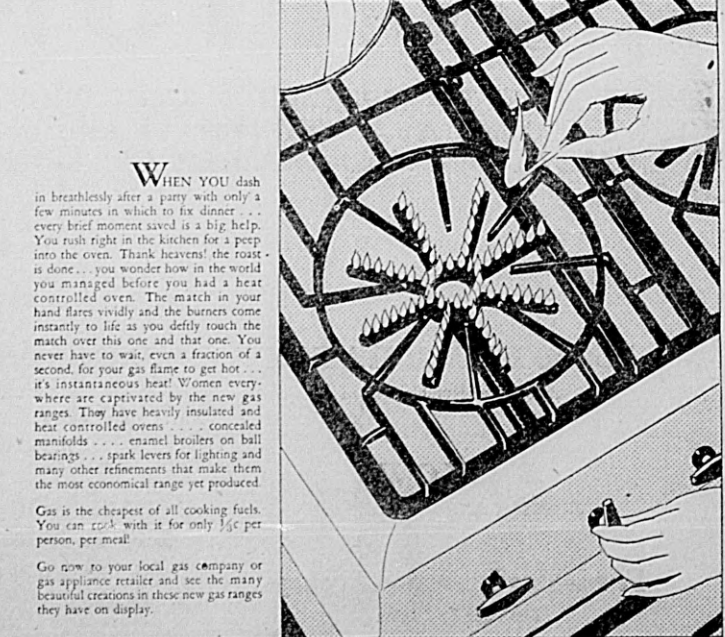 WHEN YOU dash
in breathlessly after a party with only a
few minutes in which to fix dinner . . .
every brief moment saved is a big help.
You rush right in the kitchen for a peep
into the oven. Thank heavens! the roast
is done . . . you wonder how in the world
you managed before you had a heat
controlled oven. The match in your
hand flares vividly and the burners come
instantly to life as you deftly touch the
match over this one and that one. You
never have to wait, even a fraction of a
second, for your gas flame to get hot . . .
it's instantaneous heat! Women every-
where are captivated by the new gas
ranges. They have heavily insulated and
heat controlled ovens . . . . concealed
manifolds . . . . enamel broilers on ball
bearings . . . spark levers for lighting and
many other refinements that make them
the most economical range yet produced.
Gas is the cheapest of all cooking fuels.
You can cook with it for only per
person, per meal!
Go now to your local gas company or
gas appliance retailer and see the many
beautiful creations in these new gas ranges
they have on display.